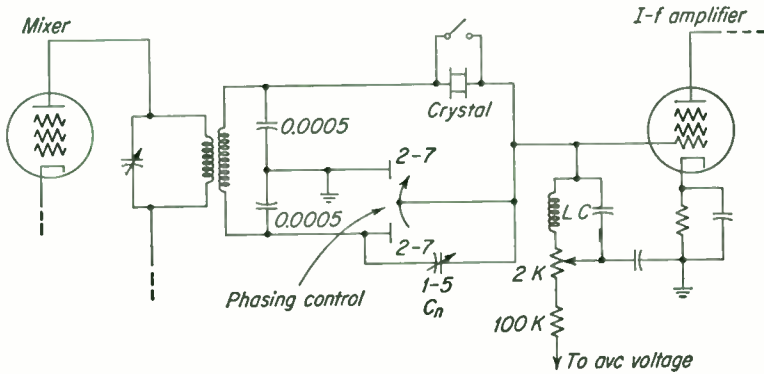 Mixer
I-f amplifier
Crystal
0.0005
2-7
0.0005
LC
2-7
2 K
1-5
Phasing control
Cn
100 K
To avc voltage